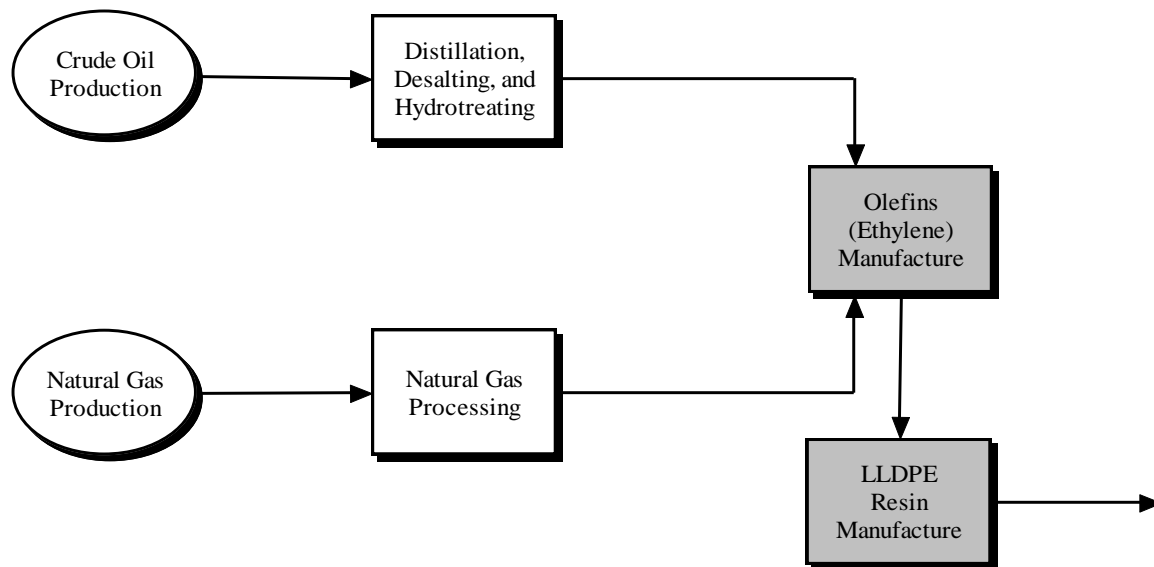 Crude Oil
Production
Distillation,
Desalting, and
Hydrotreating
Olefins
(Ethylene)
Manufacture
Natural Gas
Production
Natural Gas
Processing
LLDPE
Resin
Manufacture